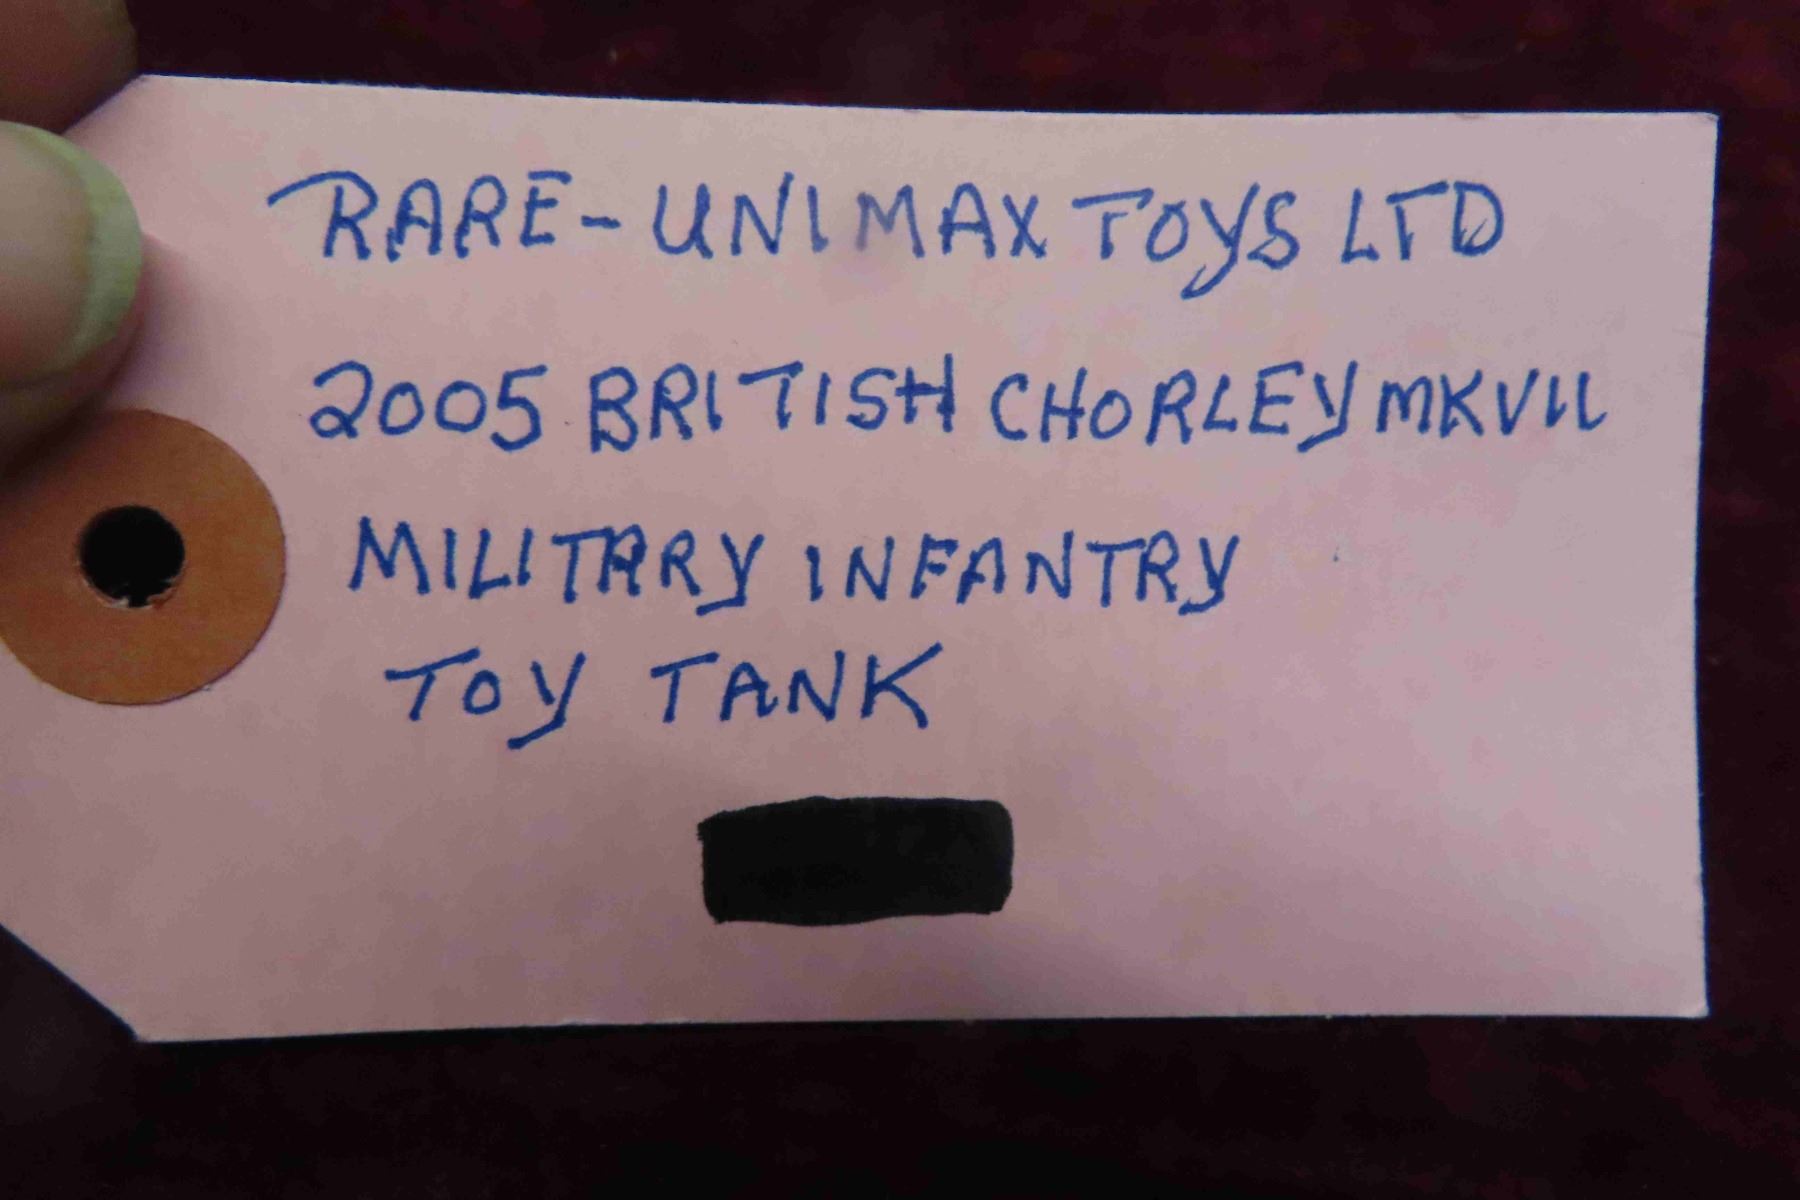 RARE-UNIMAX TOYS LTD
2005 BRITISH CHORLEY MKVII
MILITARY INFANTRY
TOY TANK